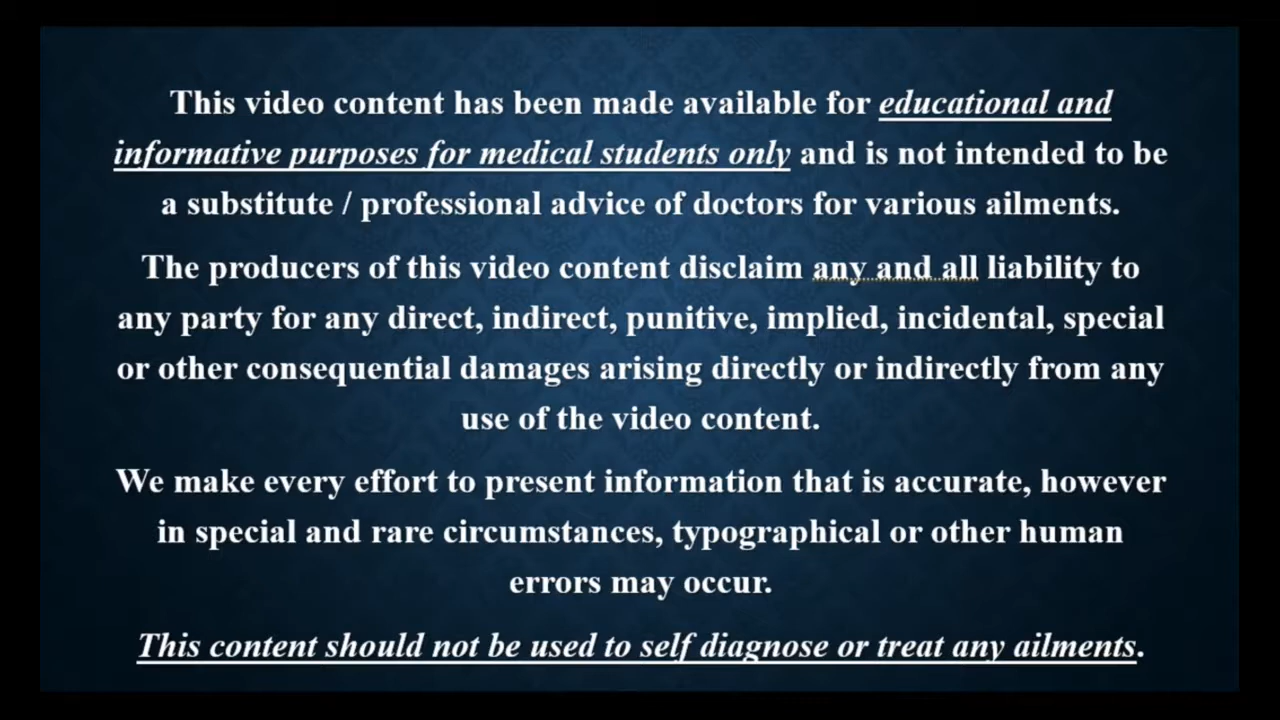 This video content has been made available for educational and
informative purposes for medical students only and is not intended to be
a substitute / professional advice of doctors for various ailments.
The producers of this video content disclaim any and all liability to
any party for any direct, indirect, punitive, implied, incidental, special
or other consequential damages arising directly or indirectly from any
use of the video content.
We make every effort to present information that is accurate, however
in special and rare circumstances, typographical or other human
errors may occur.
This content should not be used to self diagnose or treat any ailments.